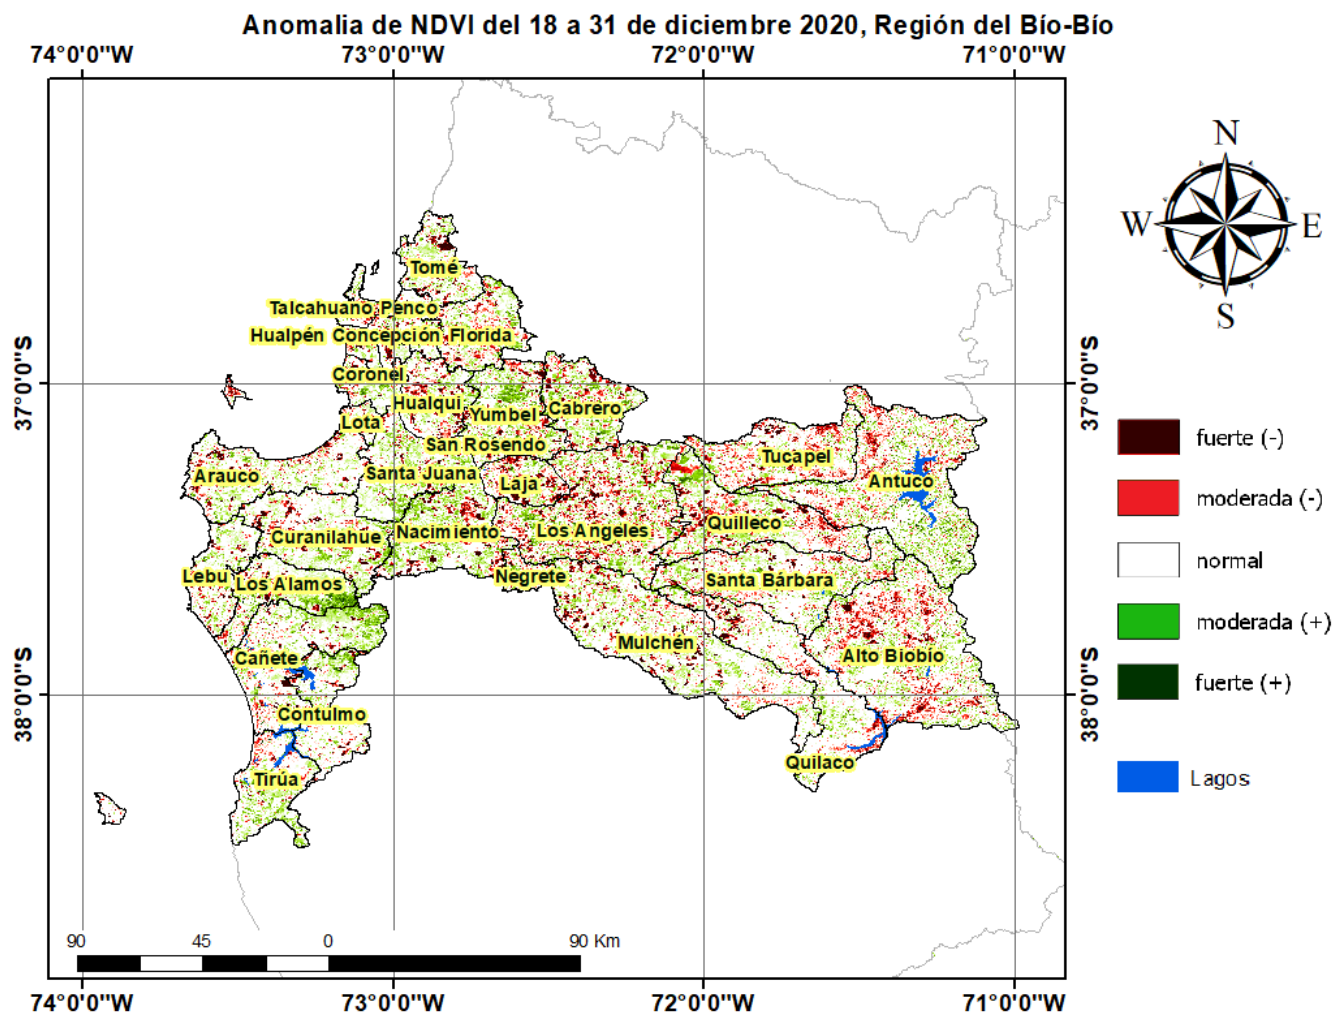 Anomalia de NDVI del 18 a 31 de diciembre 2020, Región del Bío-Bío
74°0'0"W 73°0'0"W 72°0'0"W 71°0'0"W
N
W E
S
Tomé
Talcahuano Penco
Hualpén Concepción Florida
Coronel
37°0'0"S 37°0'0"S
Hualqui Yumbel Cabrero
Lota
San Rosendo
Tucapel
Arauco Santa Juana Laja Antuco
Curanilahue Nacimiento Los Angeles Quilleco
Lebu Los Alamos Negrete Santa Bárbara
Mulchén
Cañete Alto Biobío
38°0'0"S 38°0'0"S
Contulmo
Quilaco
Tirúa
fuerte (-)
moderada (-)
normal
moderada (+)
fuerte (+)
Lagos
90 45 0 90 Km
74°0'0"W 73°0'0"W 72°0'0"W 71°0'0"W